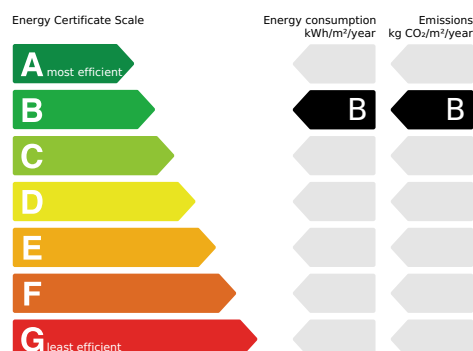 Energy Certificate Scale
Energy consumption
kWh/m²/year
Emissions
kg CO₂/m²/year
A most efficient
B
B
B
C
D
E
F
G least efficient